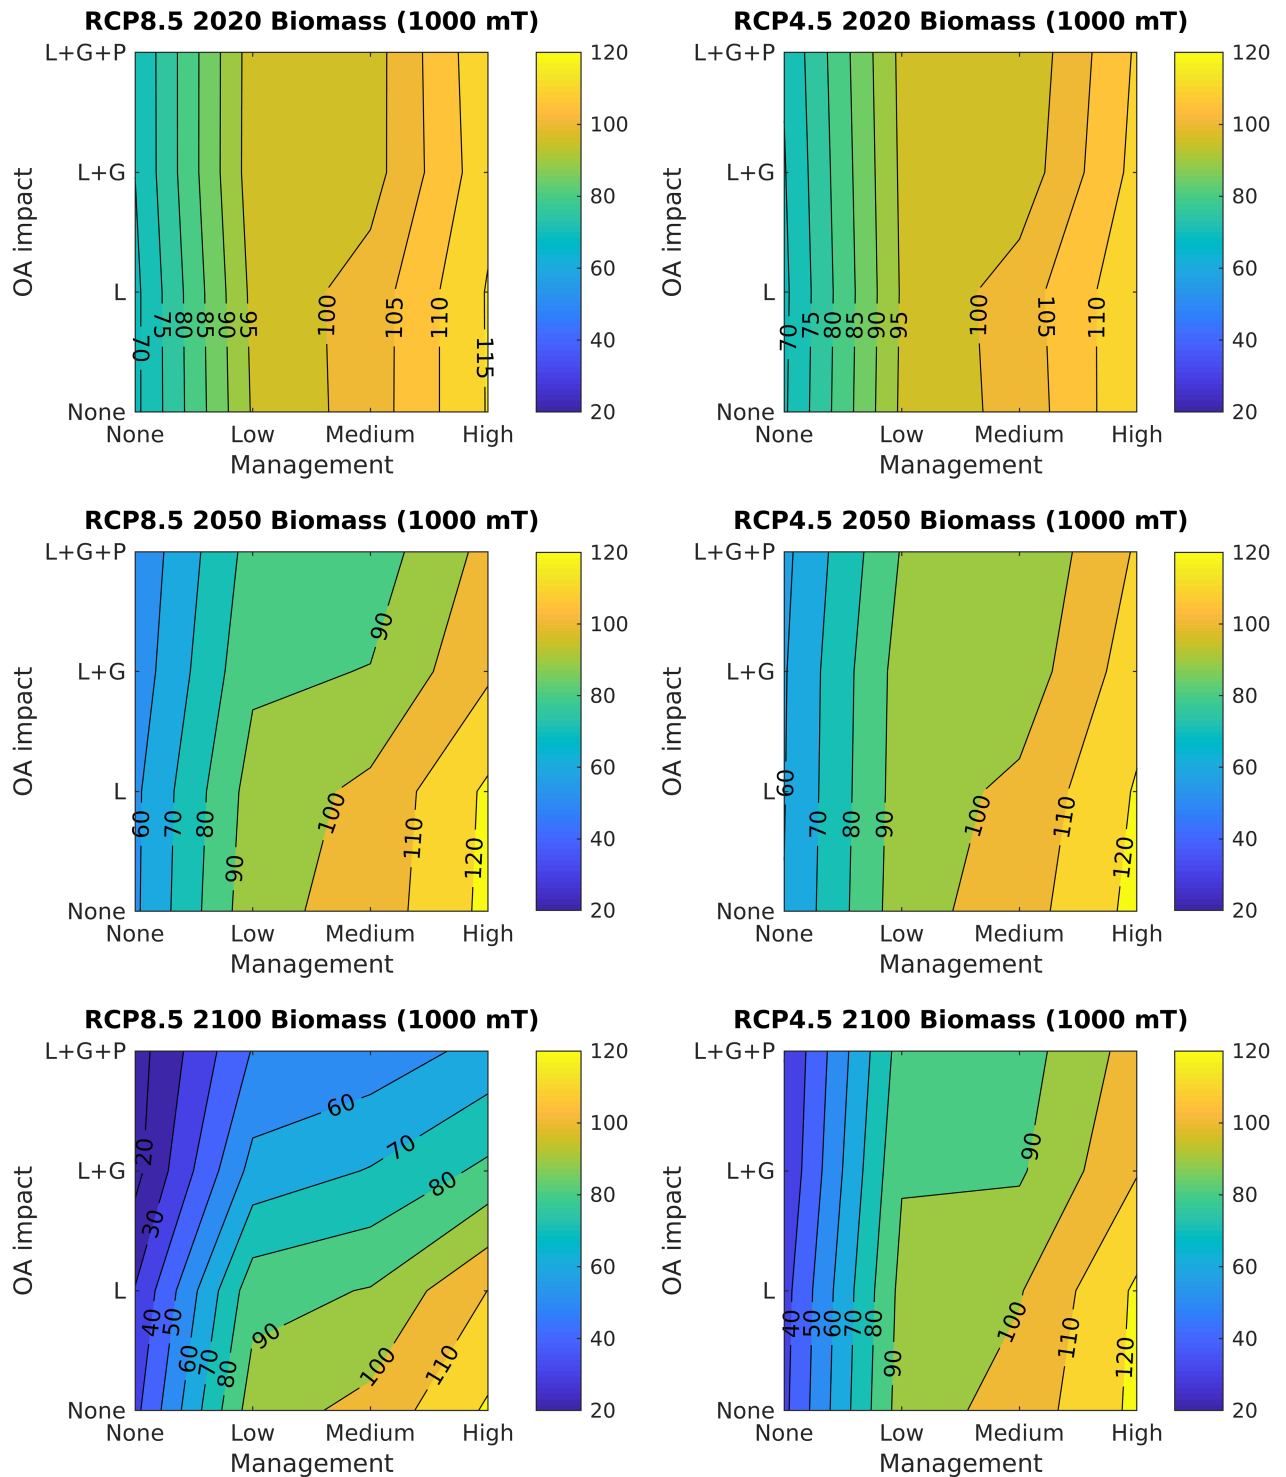 RCP8.5 2020 Biomass (1000 mT)
L+G+P
L+G
L
None
OA impact
70
75
80
85
90
95
100
105
110
115
None Low Medium High
Management
120
100
80
60
40
20
RCP4.5 2020 Biomass (1000 mT)
L+G+P
L+G
L
None
OA impact
70
75
80
85
90
95
100
105
110
None Low Medium High
Management
120
100
80
60
40
20
RCP8.5 2050 Biomass (1000 mT)
L+G+P
L+G
L
None
OA impact
90
60
70
80
90
100
110
120
None Low Medium High
Management
120
100
80
60
40
20
RCP4.5 2050 Biomass (1000 mT)
L+G+P
L+G
L
None
OA impact
60
70
80
90
100
110
120
None Low Medium High
Management
120
100
80
60
40
20
RCP8.5 2100 Biomass (1000 mT)
L+G+P
L+G
L
None
OA impact
60
70
80
20
30
40
50
60
70
80
90
100
110
None Low Medium High
Management
120
100
80
60
40
20
RCP4.5 2100 Biomass (1000 mT)
L+G+P
L+G
L
None
OA impact
90
40
50
60
70
80
90
100
110
120
None Low Medium High
Management
120
100
80
60
40
20